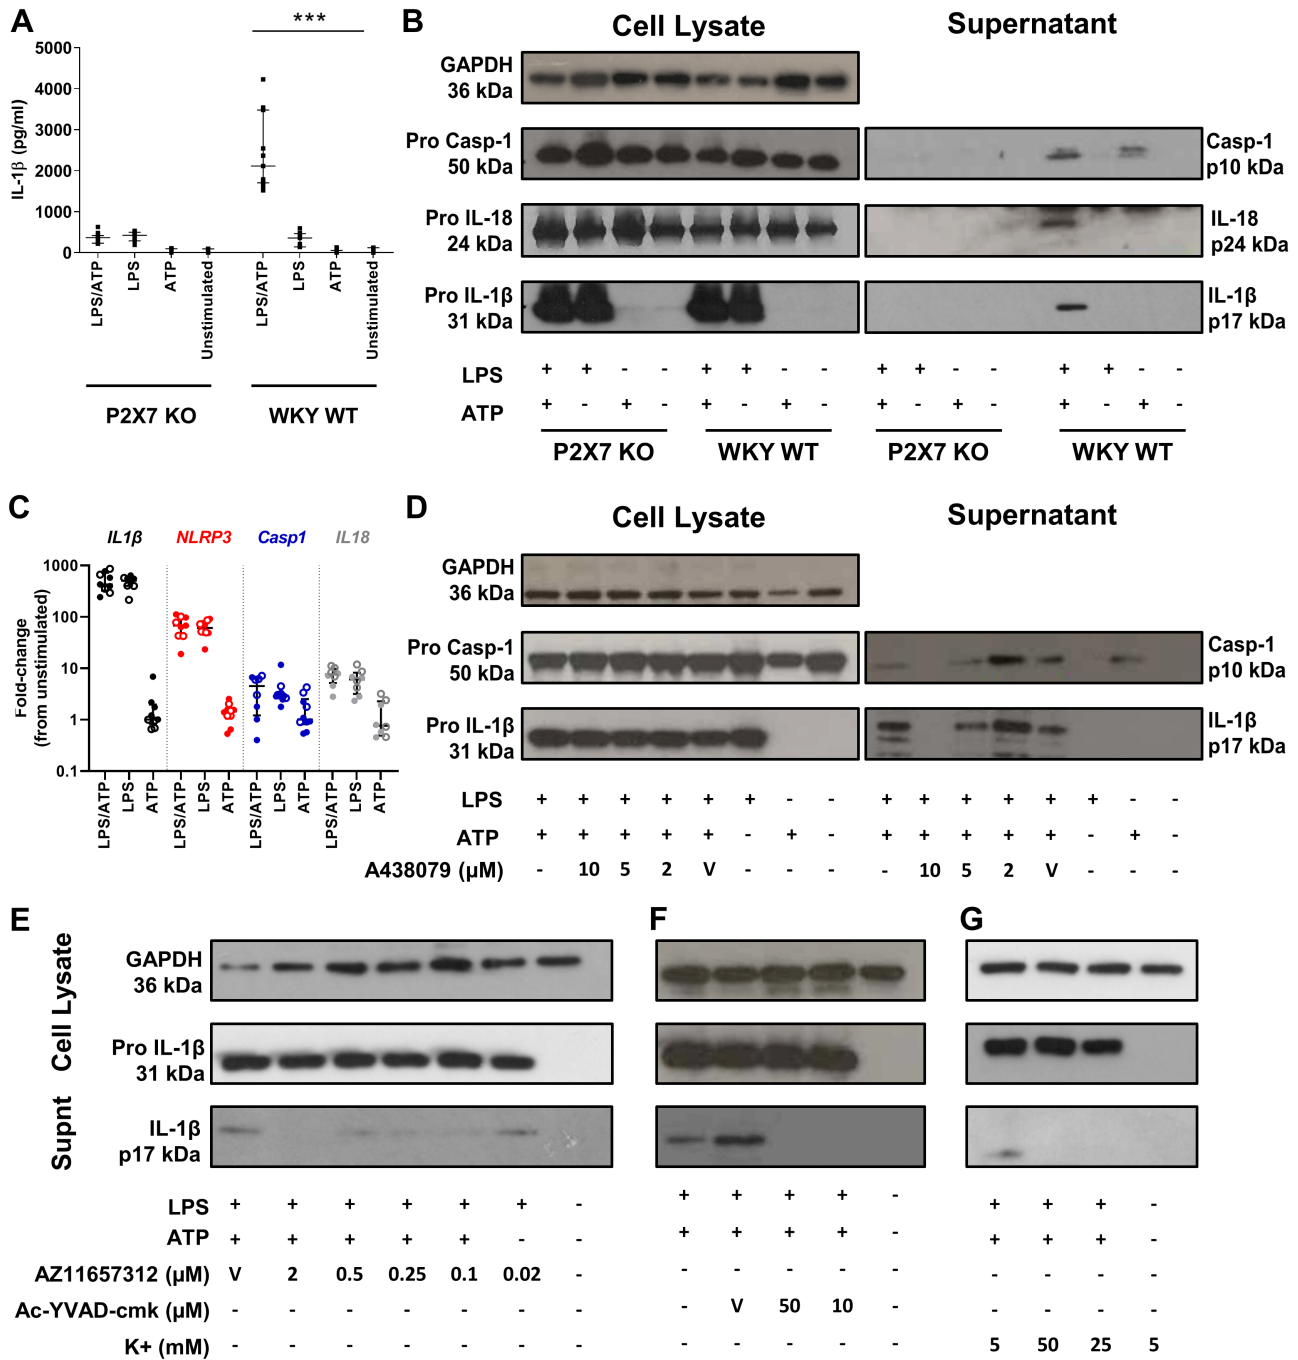 A
***
5000
4000
3000
2000
1000
0
IL-1β (pg/ml)
LPS/ATP
LPS
ATP
Unstimulated
LPS/ATP
LPS
ATP
Unstimulated
P2X7 KO
WKY WT
B
Cell Lysate
Supernatant
GAPDH
36 kDa
Pro Casp-1
50 kDa
Casp-1
p10 kDa
Pro IL-18
24 kDa
IL-18
p24 kDa
Pro IL-1β
31 kDa
IL-1β
p17 kDa
LPS + + - - + + - - + + - - + + - -
ATP + - + - + - + - + - + - + - + -
P2X7 KO WKY WT P2X7 KO WKY WT
C
IL1β NLRP3 Casp1 IL18
1000
100
10
1
0.1
Fold-change
(from unstimulated)
LPS/ATP
LPS
ATP
LPS/ATP
LPS
ATP
LPS/ATP
LPS
ATP
LPS/ATP
LPS
ATP
D
Cell Lysate
Supernatant
GAPDH
36 kDa
Pro Casp-1
50 kDa
Casp-1
p10 kDa
Pro IL-1β
31 kDa
IL-1β
p17 kDa
LPS + + + + + + - - + + + + + + - -
ATP + + + + + - + - + + + + + - + -
A438079 (µM) - 10 5 2 V - - - - 10 5 2 V - - -
E
Cell Lysate
Supnt
GAPDH
36 kDa
Pro IL-1β
31 kDa
IL-1β
p17 kDa
LPS + + + + + + -
ATP + + + + + - -
AZ11657312 (µM) V 2 0.5 0.25 0.1 0.02 -
Ac-YVAD-cmk (µM) - - - - - - -
K+ (mM) - - - - - - -
F
+ + + + -
+ + + + -
- - - - -
- V 50 10 -
- - - - -
G
+ + + -
+ + + -
- - - -
- - - -
5 50 25 5